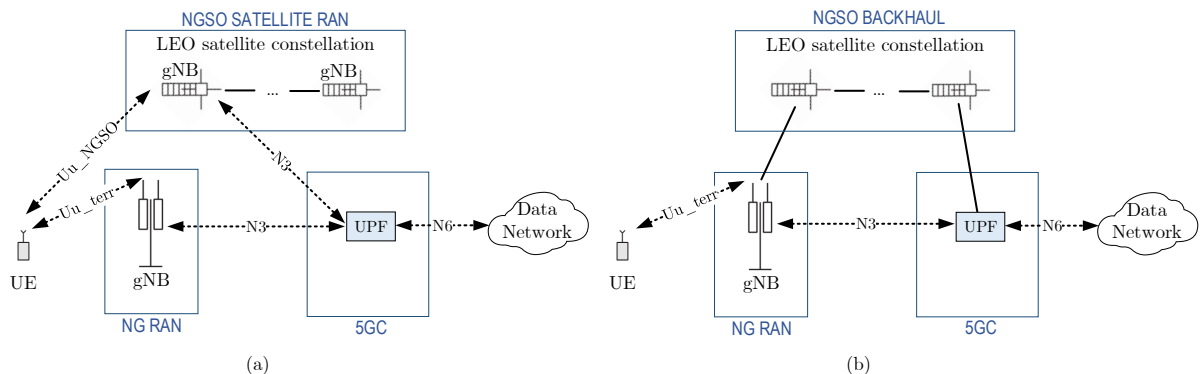 NGSO SATELLITE RAN
LEO satellite constellation
gNB
gNB
...
Uu_NGSO
N3
Uu_terr
N3
UPF
N6
Data
Network
UE
gNB
NG RAN
5GC
(a)
NGSO BACKHAUL
LEO satellite constellation
...
Uu_terr
N3
UPF
N6
Data
Network
UE
gNB
NG RAN
5GC
(b)